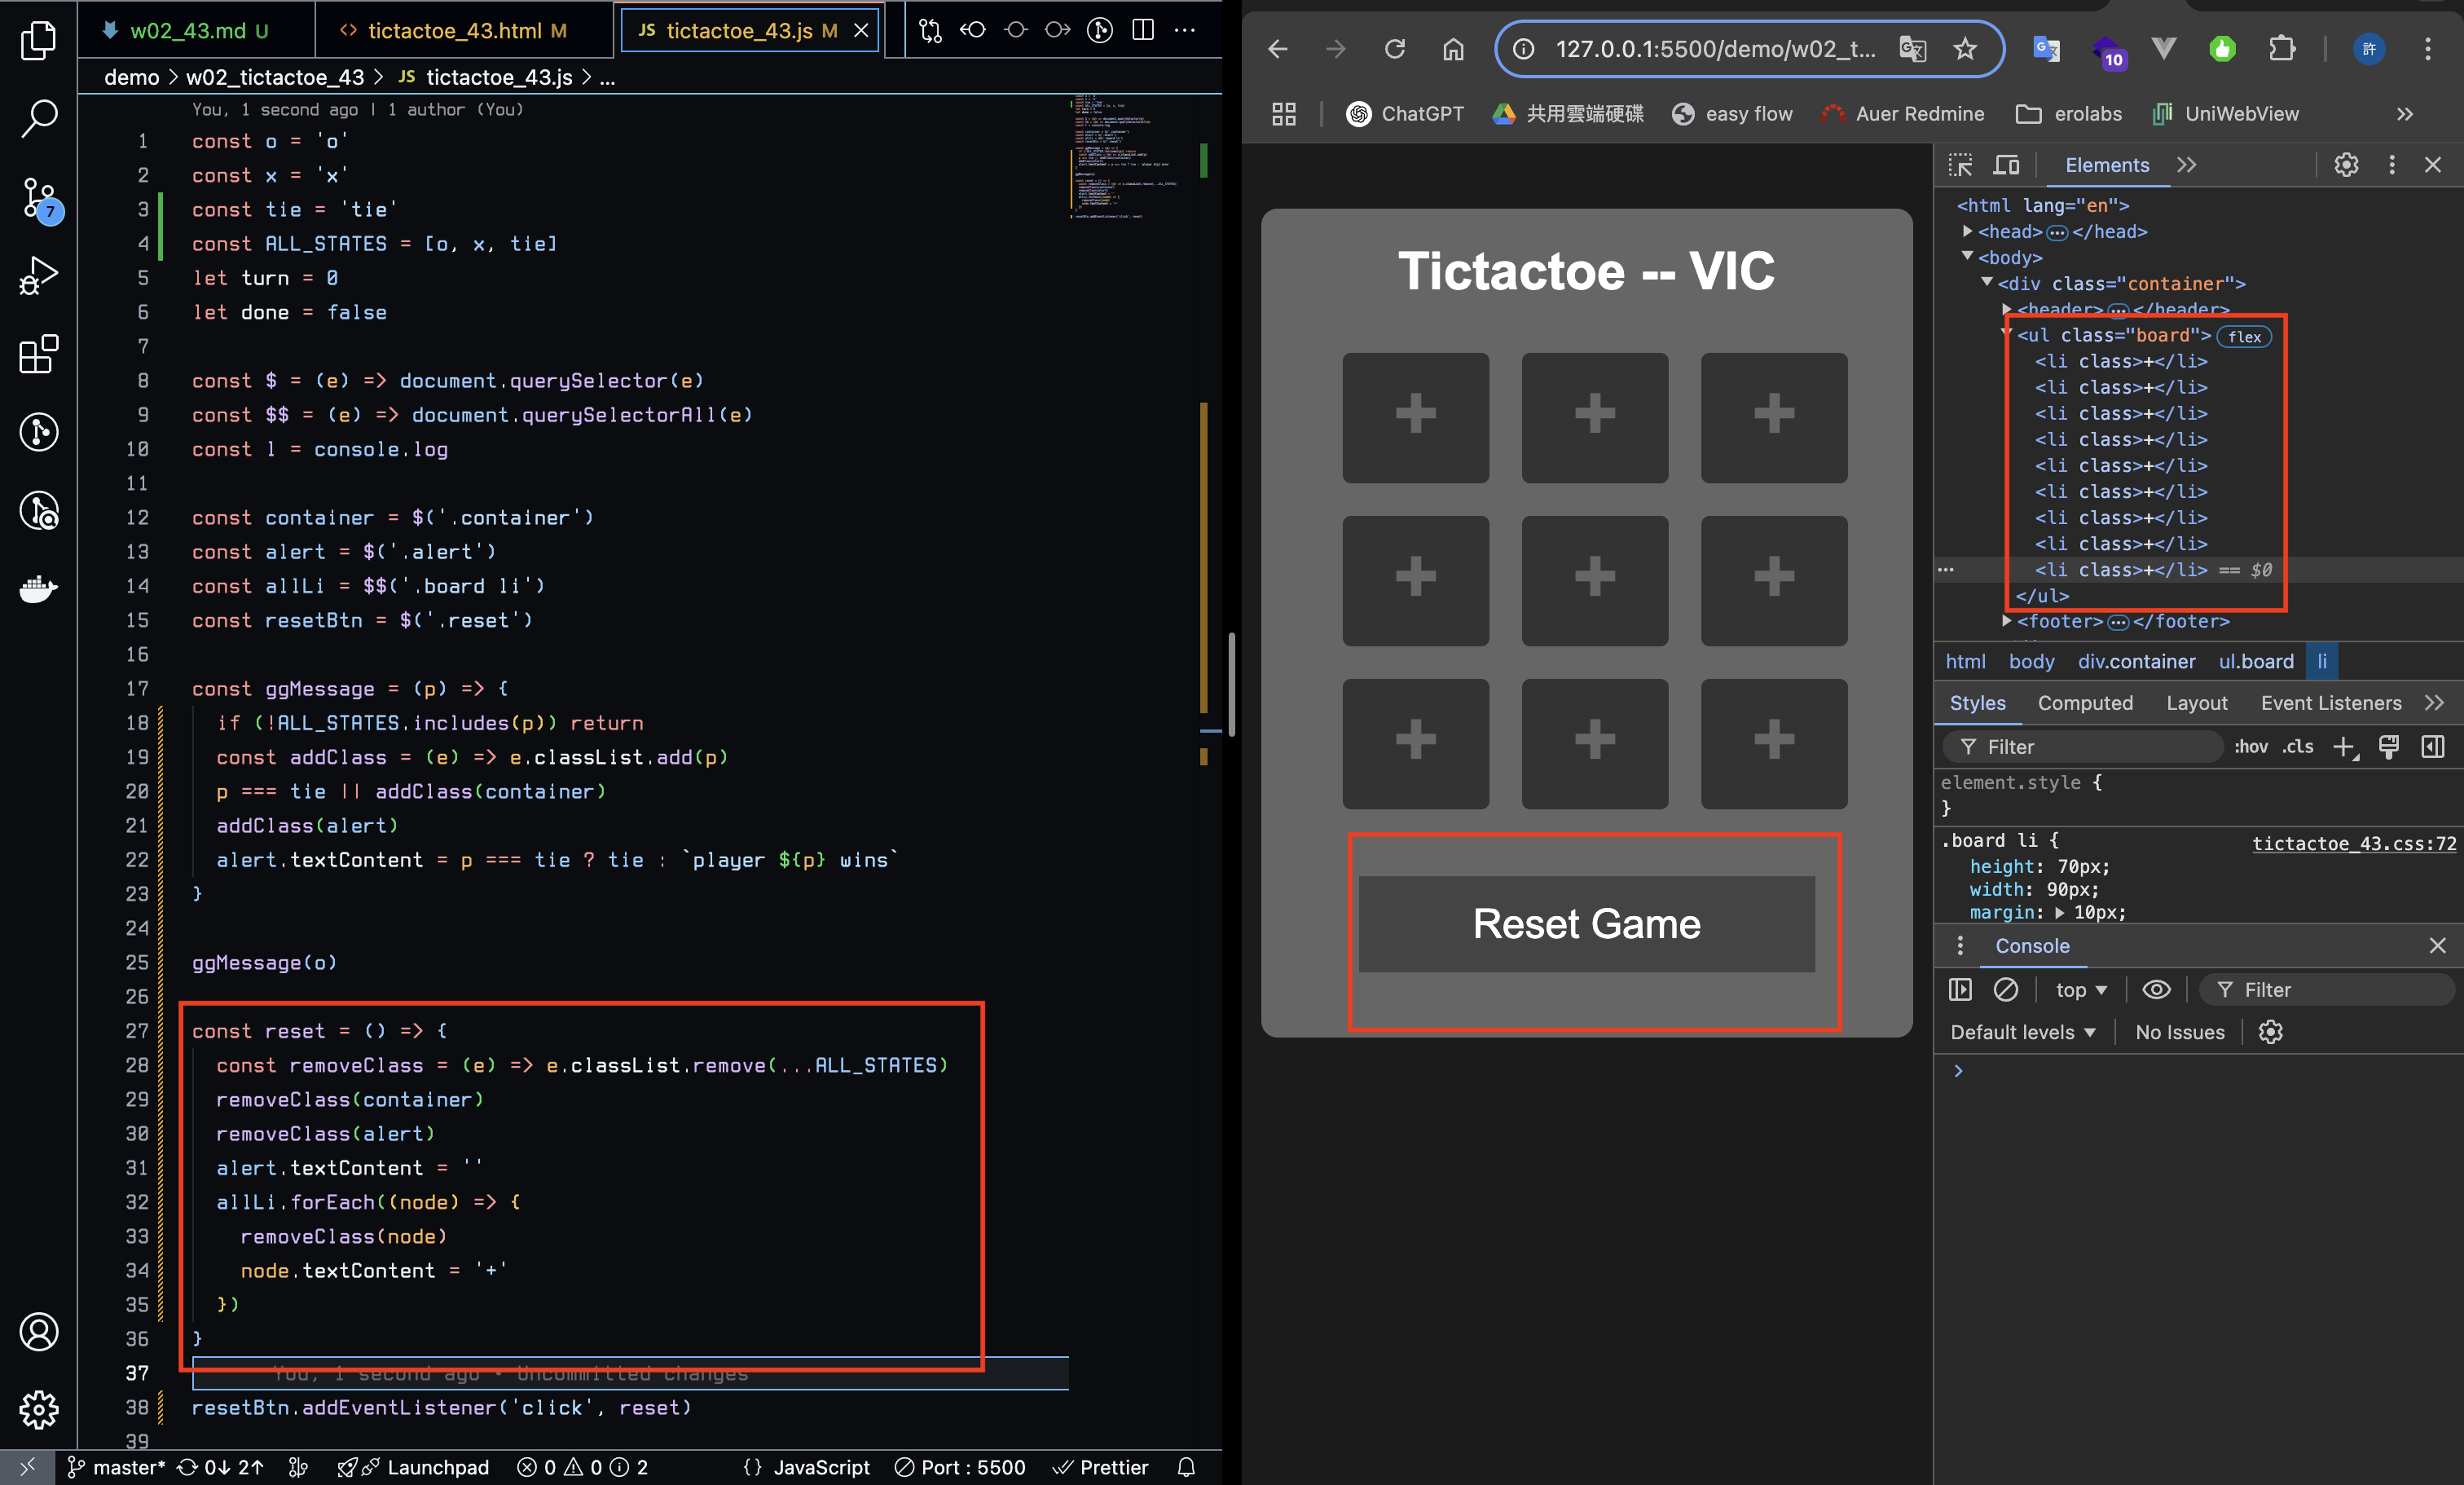 w02_43.md U
<> tictactoe_43.html M
JS tictactoe_43.js M
demo > w02_tictactoe_43 > JS tictactoe_43.js > ...
You, 1 second ago | 1 author (You)
1 const o = 'o'
2 const x = 'x'
3 const tie = 'tie'
4 const ALL_STATES = [o, x, tie]
5 let turn = 0
6 let done = false
7
8 const $ = (e) => document.querySelector(e)
9 const $$ = (e) => document.querySelectorAll(e)
10 const l = console.log
11
12 const container = $('.container')
13 const alert = $('.alert')
14 const allLi = $$('.board li')
15 const resetBtn = $('.reset')
16
17 const ggMessage = (p) => {
18 if (!ALL_STATES.includes(p)) return
19 const addClass = (e) => e.classList.add(p)
20 p === tie || addClass(container)
21 addClass(alert)
22 alert.textContent = p === tie ? tie : `player ${p} wins`
23 }
24
25 ggMessage(o)
26
27 const reset = () => {
28 const removeClass = (e) => e.classList.remove(...ALL_STATES)
29 removeClass(container)
30 removeClass(alert)
31 alert.textContent = ''
32 allLi.forEach((node) => {
33 removeClass(node)
34 node.textContent = '+'
35 })
36 }
37 You, 1 second ago • Uncommitted changes
38 resetBtn.addEventListener('click', reset)
39
7
master* 0↓ 2↑ Launchpad 0 0 2 {} JavaScript Port : 5500 Prettier
127.0.0.1:5500/demo/w02_t...
10
許
ChatGPT 共用雲端硬碟 easy flow Auer Redmine erolabs UniWebView
Tictactoe -- VIC
+ + +
+ + +
+ + +
Reset Game
Elements
<html lang="en">
<head> ... </head>
<body>
<div class="container">
<header> ... </header>
<ul class="board"> flex
<li class>+</li>
<li class>+</li>
<li class>+</li>
<li class>+</li>
<li class>+</li>
<li class>+</li>
<li class>+</li>
<li class>+</li>
... <li class>+</li> == $0
</ul>
<footer> ... </footer>
html body div.container ul.board li
Styles Computed Layout Event Listeners
Filter :hov .cls
element.style {
}
.board li { tictactoe_43.css:72
height: 70px;
width: 90px;
margin: 10px;
Console
top Filter
Default levels No Issues